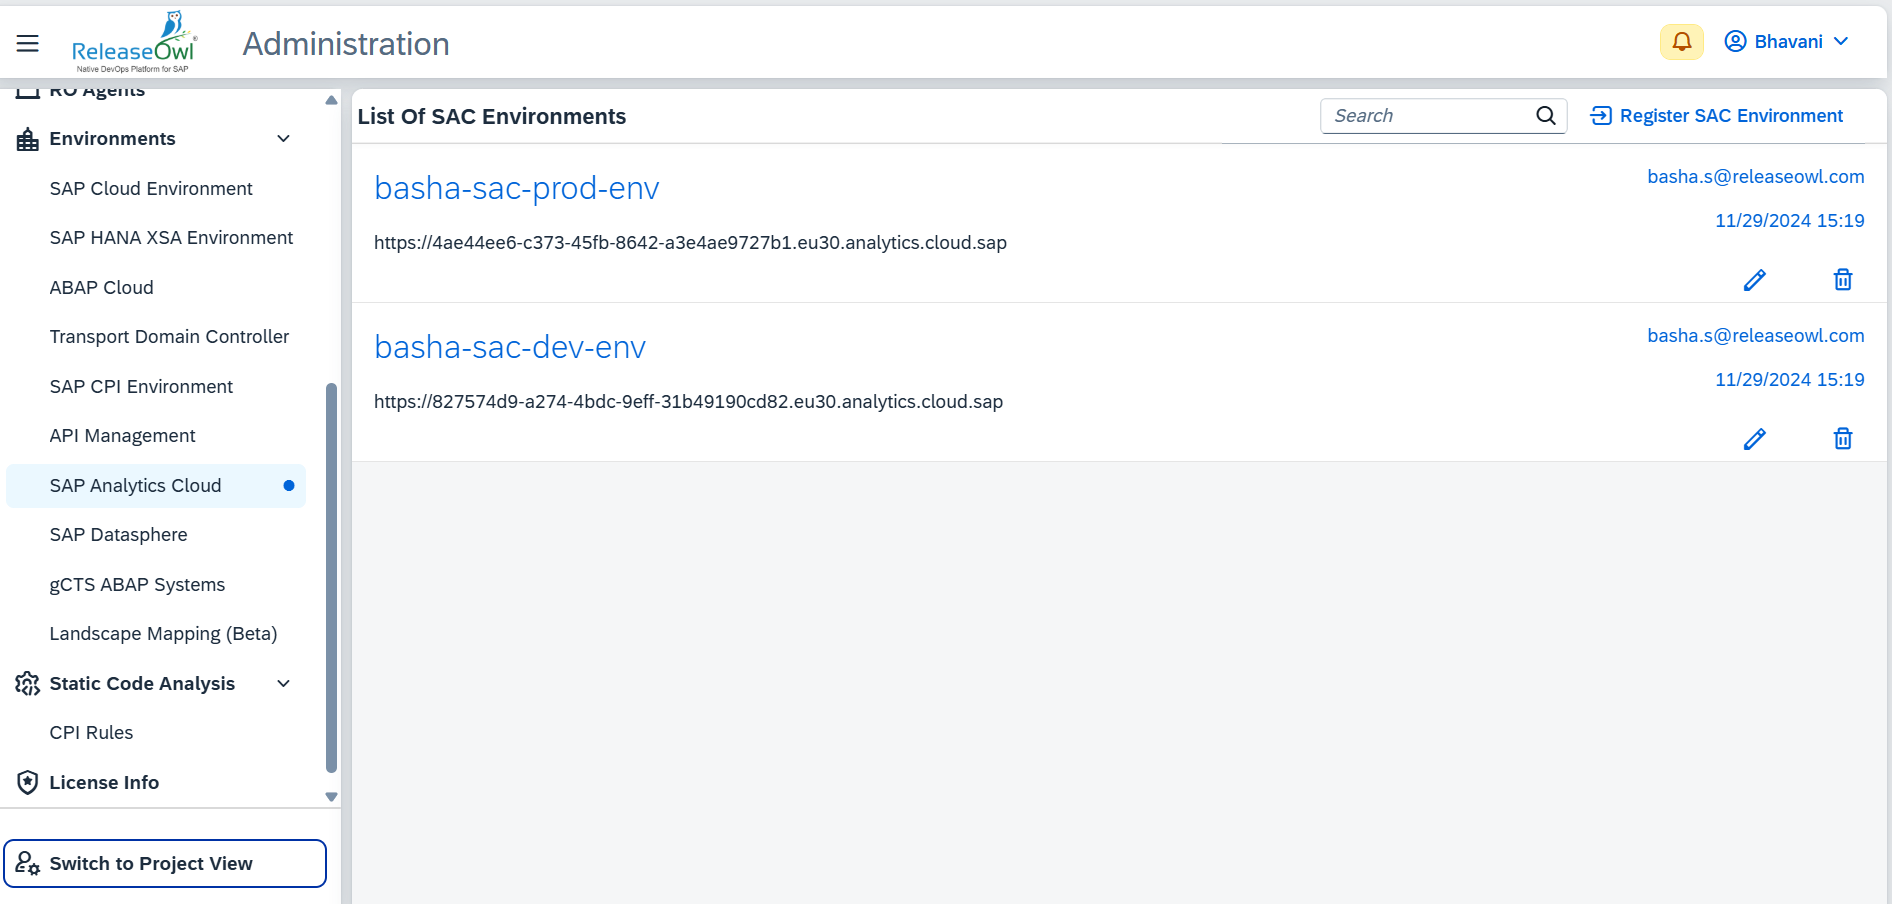 ReleaseOwl
Native DevOps Platform for SAP
Administration
Bhavani
RO Agents
Environments
SAP Cloud Environment
SAP HANA XSA Environment
ABAP Cloud
Transport Domain Controller
SAP CPI Environment
API Management
SAP Analytics Cloud
SAP Datasphere
gCTS ABAP Systems
Landscape Mapping (Beta)
Static Code Analysis
CPI Rules
License Info
Switch to Project View
List Of SAC Environments
Search
Register SAC Environment
basha-sac-prod-env
basha.s@releaseowl.com
11/29/2024 15:19
https://4ae44ee6-c373-45fb-8642-a3e4ae9727b1.eu30.analytics.cloud.sap
basha-sac-dev-env
basha.s@releaseowl.com
11/29/2024 15:19
https://827574d9-a274-4bdc-9eff-31b49190cd82.eu30.analytics.cloud.sap